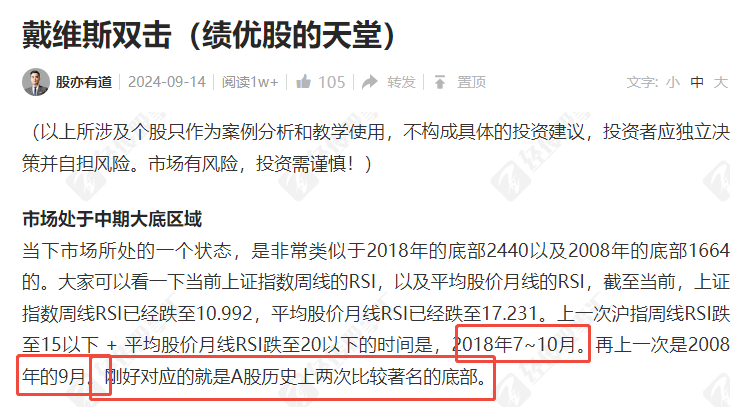 戴维斯双击（绩优股的天堂）
股亦有道 2024-09-14 阅读1w+ 105 转发 置顶 文字: 小 中 大
（以上所涉及个股只作为案例分析和教学使用，不构成具体的投资建议，投资者应独立决
策并自担风险。市场有风险，投资需谨慎！）
市场处于中期大底区域
当下市场所处的一个状态，是非常类似于2018年的底部2440以及2008年的底部1664
的。大家可以看一下当前上证指数周线的RSI，以及平均股价月线的RSI，截至当前，上证
指数周线RSI已经跌至10.992，平均股价月线RSI已经跌至17.231。上一次沪指周线RSI跌
至15以下 + 平均股价月线RSI跌至20以下的时间是，2018年7~10月。再上一次是2008
年的9月。刚好对应的就是A股历史上两次比较著名的底部。